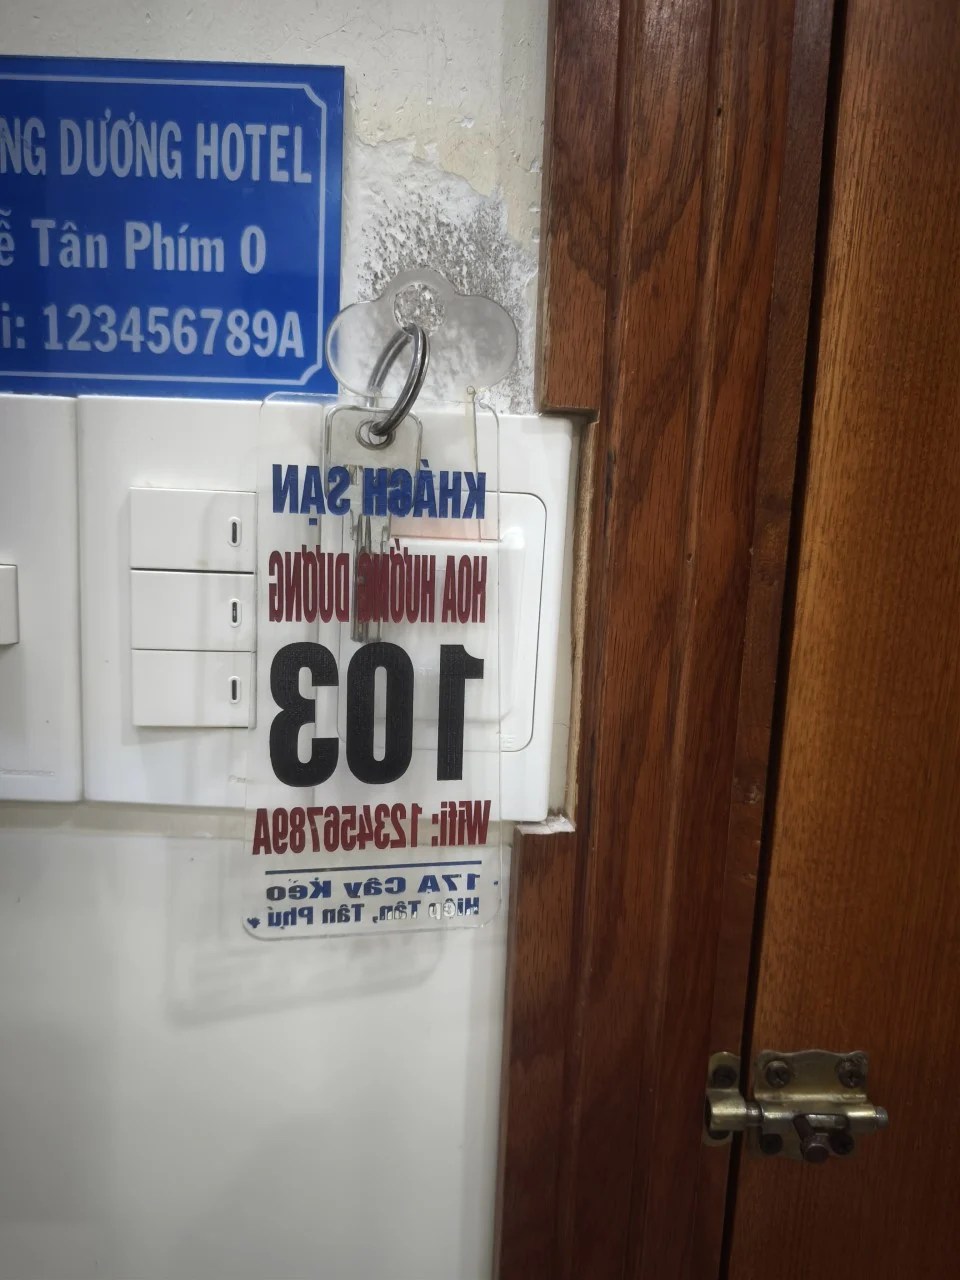 NG DƯƠNG HOTEL
ễ Tân Phím 0
i: 123456789A
KHÁCH SẠN
HOA HƯỚNG DƯƠNG
103
Wifi: 123456789A
17A Cây Keo
Hiệp Tân, Tân Phú